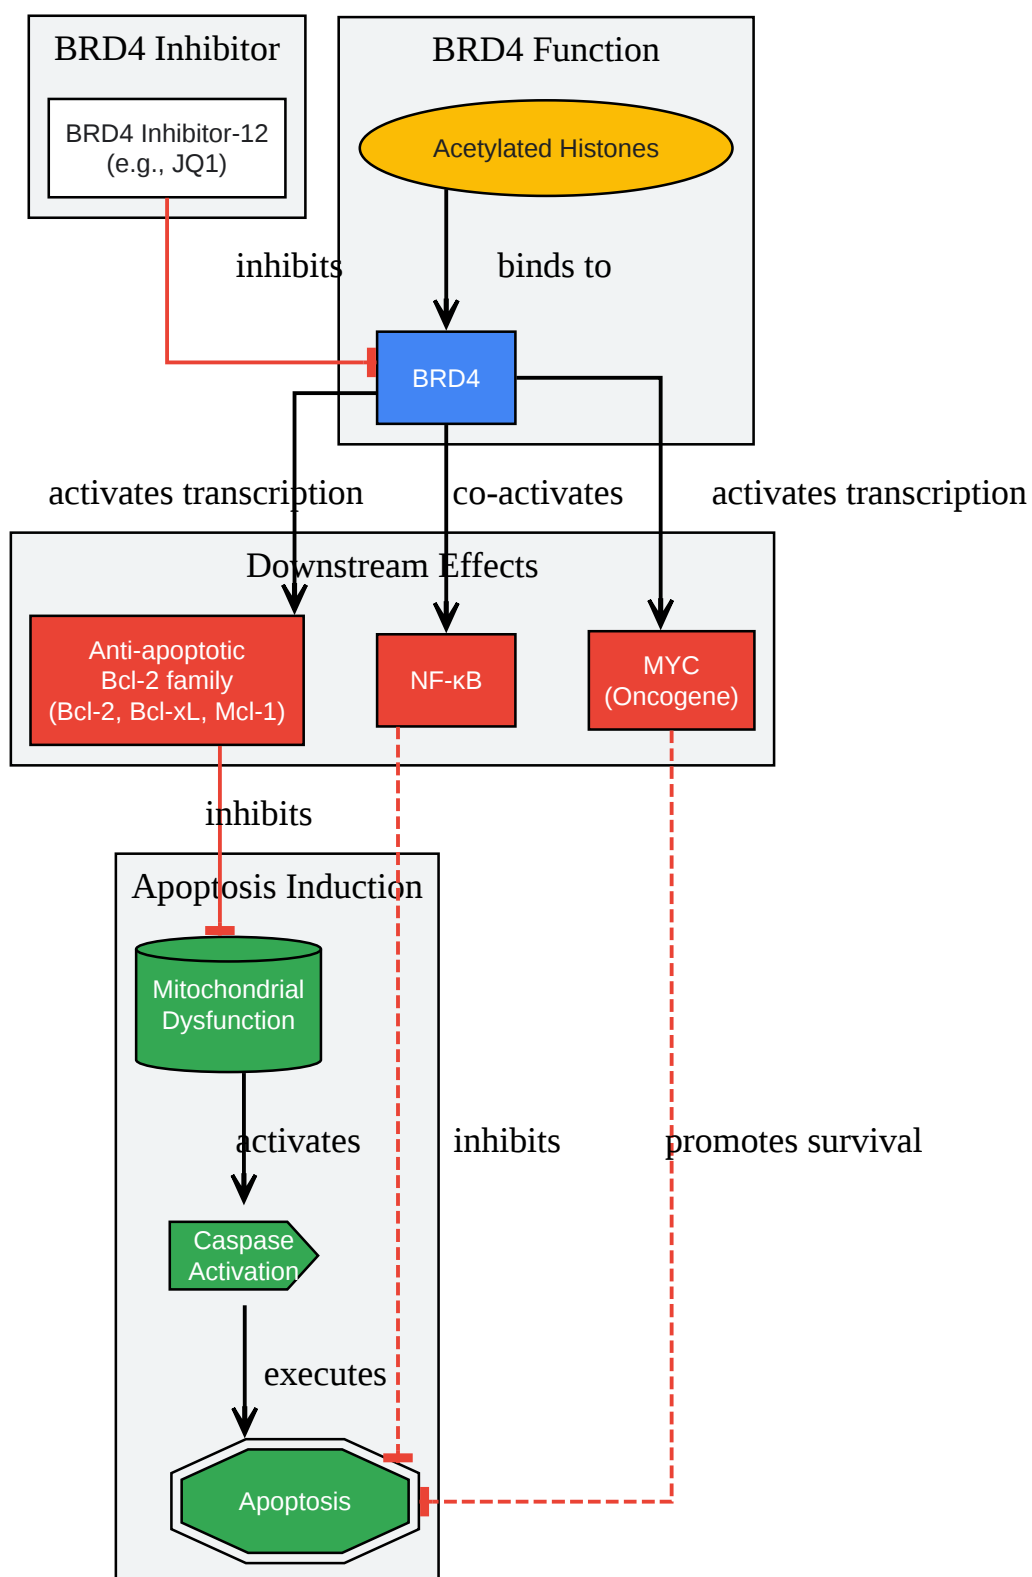 BRD4 Inhibitor
BRD4 Function
BRD4 Inhibitor-12
(e.g., JQ1)
Acetylated Histones
inhibits
binds to
BRD4
activates transcription
co-activates
activates transcription
Downstream Effects
Anti-apoptotic
Bcl-2 family
(Bcl-2, Bcl-xL, Mcl-1)
NF-κB
MYC
(Oncogene)
inhibits
Apoptosis Induction
Mitochondrial
Dysfunction
activates
inhibits
promotes survival
Caspase
Activation
executes
Apoptosis